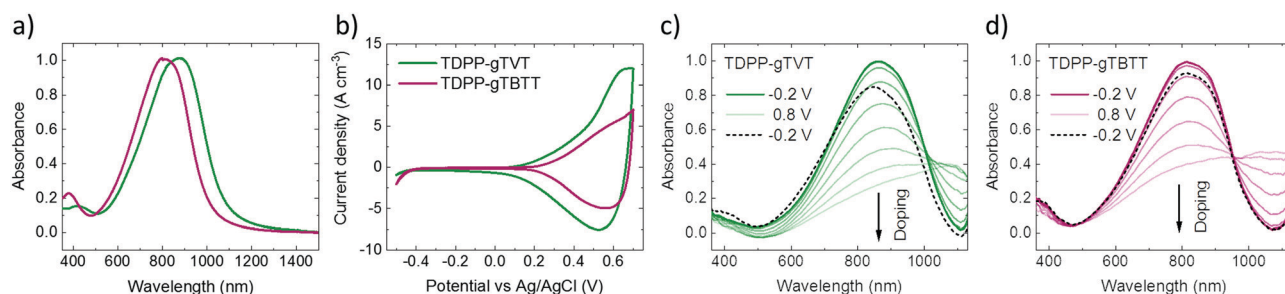 a)
1.0
0.8
0.6
0.4
0.2
0.0
Absorbance
400 600 800 1000 1200 1400
Wavelength (nm)
b)
15
10
5
0
-5
-10
Current density (A cm⁻³)
TDPP-gTVT
TDPP-gTBTT
-0.6 -0.4 -0.2 0.0 0.2 0.4 0.6
Potential vs Ag/AgCl (V)
c)
1.0
0.8
0.6
0.4
0.2
0.0
Absorbance
TDPP-gTVT
-0.2 V
0.8 V
-0.2 V
Doping
400 600 800 1000
Wavelength (nm)
d)
1.0
0.8
0.6
0.4
0.2
0.0
Absorbance
TDPP-gTBTT
-0.2 V
0.8 V
-0.2 V
Doping
400 600 800 1000
Wavelength (nm)